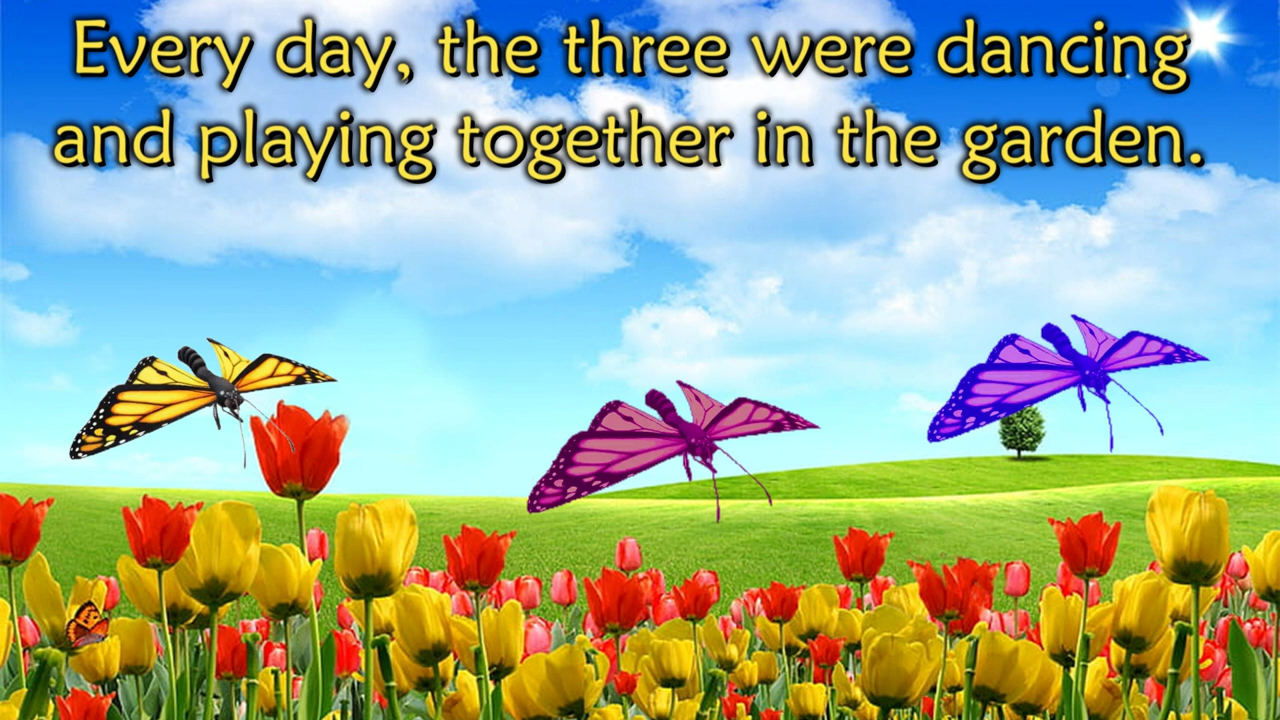 Every day, the three were dancing
and playing together in the garden.